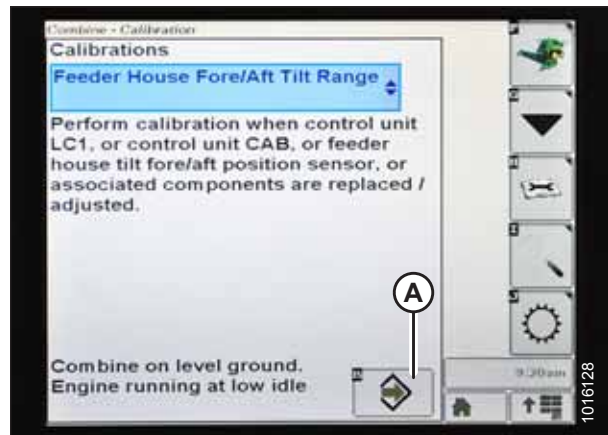 Combine - Calibration
Calibrations
Feeder House Fore/Aft Tilt Range
Perform calibration when control unit
LC1, or control unit CAB, or feeder
house tilt fore/aft position sensor, or
associated components are replaced /
adjusted.
A
Combine on level ground.
Engine running at low idle
9:20am
1016128